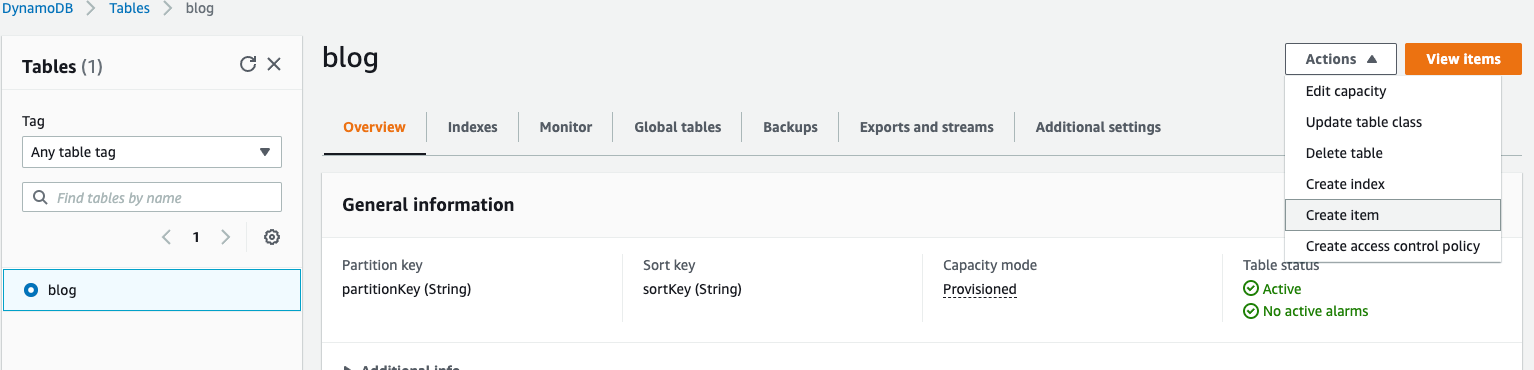 DynamoDB > Tables > blog
Tables (1)
Tag
Any table tag
Find tables by name
1
blog
blog
Actions
View items
Edit capacity
Update table class
Delete table
Create index
Create item
Create access control policy
Overview
Indexes
Monitor
Global tables
Backups
Exports and streams
Additional settings
General information
Partition key
partitionKey (String)
Sort key
sortKey (String)
Capacity mode
Provisioned
Table status
Active
No active alarms
Additional info